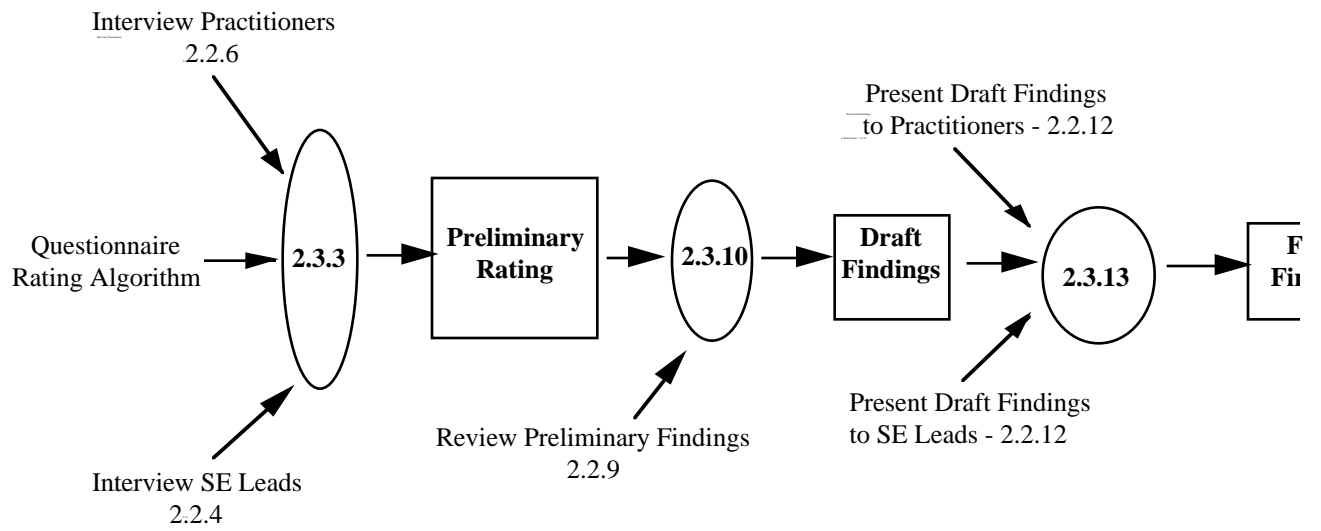 Interview Practitioners
2.2.6
Present Draft Findings
to Practitioners - 2.2.12
Questionnaire
Rating Algorithm
2.3.3
Preliminary
Rating
2.3.10
Draft
Findings
2.3.13
Review Preliminary Findings
2.2.9
Present Draft Findings
to SE Leads - 2.2.12
Interview SE Leads
2.2.4